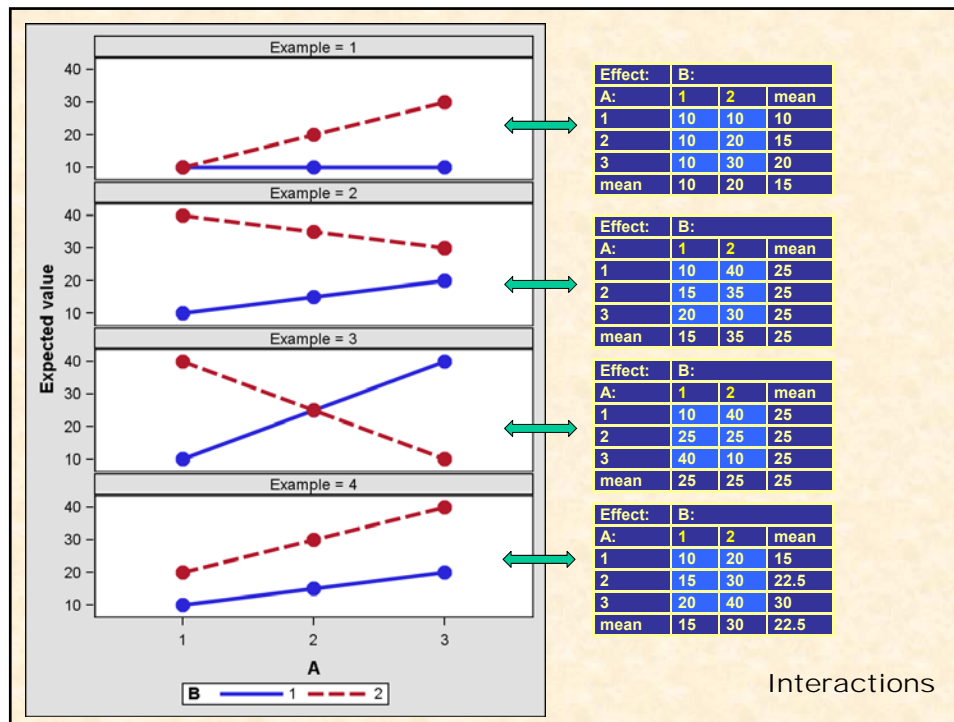 Example = 1
40
30
20
10
Example = 2
40
30
20
10
Example = 3
40
30
20
10
Example = 4
40
30
20
10
Expected value
1 2 3
A
B 1 2
Effect: B:
A: 1 2 mean
1 10 10 10
2 10 20 15
3 10 30 20
mean 10 20 15
Effect: B:
A: 1 2 mean
1 10 40 25
2 15 35 25
3 20 30 25
mean 15 35 25
Effect: B:
A: 1 2 mean
1 10 40 25
2 25 25 25
3 40 10 25
mean 25 25 25
Effect: B:
A: 1 2 mean
1 10 20 15
2 15 30 22.5
3 20 40 30
mean 15 30 22.5
Interactions